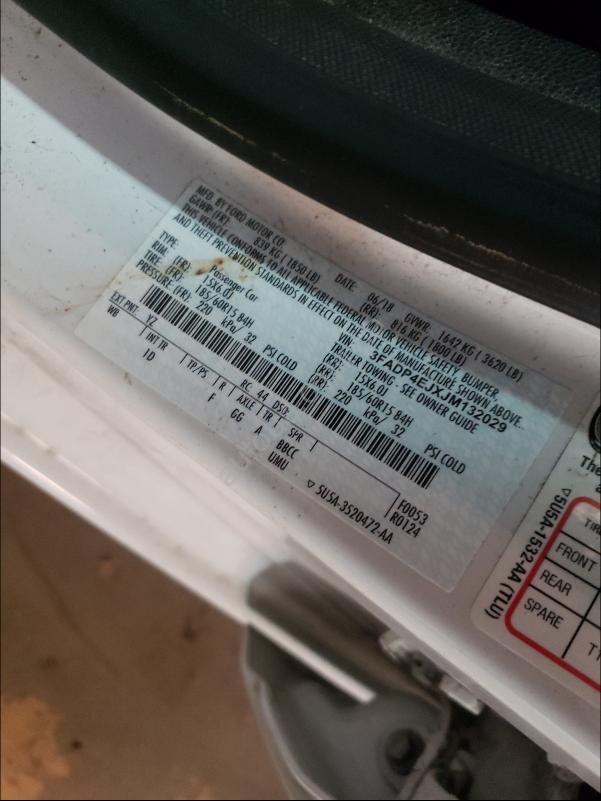 MFD. BY FORD MOTOR CO.
DATE: 06/18 GVWR: 1642 KG ( 3620 LB)
GAWR:(FR): 839 KG ( 1850 LB) (RR): 816 KG ( 1800 LB)
THIS VEHICLE CONFORMS TO ALL APPLICABLE FEDERAL MOTOR VEHICLE SAFETY, BUMPER,
AND THEFT PREVENTION STANDARDS IN EFFECT ON THE DATE OF MANUFACTURE SHOWN ABOVE.
VIN: 3FADP4EJXJM132029
TYPE: Passenger Car TRAILER TOWING - SEE OWNER GUIDE
RIM: (FR): 15X6.0J (RR): 15X6.0J
TIRE: (FR): 185/60R15 84H (RR): 185/60R15 84H
PRESSURE:(FR): 220 kPa/ 32 PSI COLD (RR): 220 kPa/ 32 PSI COLD
EXT PNT: YZ RC: 44 DSO:
WB INT TR TP/PS R AXLE TR SPR F0053
ID F GG A BBCC R0124
UMU
▽ 5U5A-3520472-AA
▽5U5A-1532-AA (TLU)
The
FRONT
REAR
SPARE